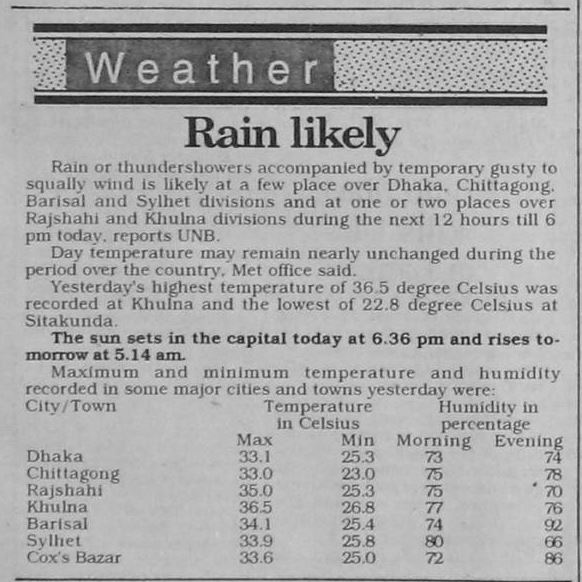 Weather
Rain likely
Rain or thundershowers accompanied by temporary gusty to
squally wind is likely at a few place over Dhaka, Chittagong,
Barisal and Sylhet divisions and at one or two places over
Rajshahi and Khulna divisions during the next 12 hours till 6
pm today, reports UNB.
Day temperature may remain nearly unchanged during the
period over the country, Met office said.
Yesterday's highest temperature of 36.5 degree Celsius was
recorded at Khulna and the lowest of 22.8 degree Celsius at
Sitakunda.
The sun sets in the capital today at 6.36 pm and rises to-
morrow at 5.14 am.
Maximum and minimum temperature and humidity
recorded in some major cities and towns yesterday were:
City/Town Temperature Humidity in
in Celsius percentage
Max Min Morning Evening
Dhaka 33.1 25.3 73 74
Chittagong 33.0 23.0 75 78
Rajshahi 35.0 25.3 75 70
Khulna 36.5 26.8 77 76
Barisal 34.1 25.4 74 92
Sylhet 33.9 25.8 80 66
Cox's Bazar 33.6 25.0 72 86